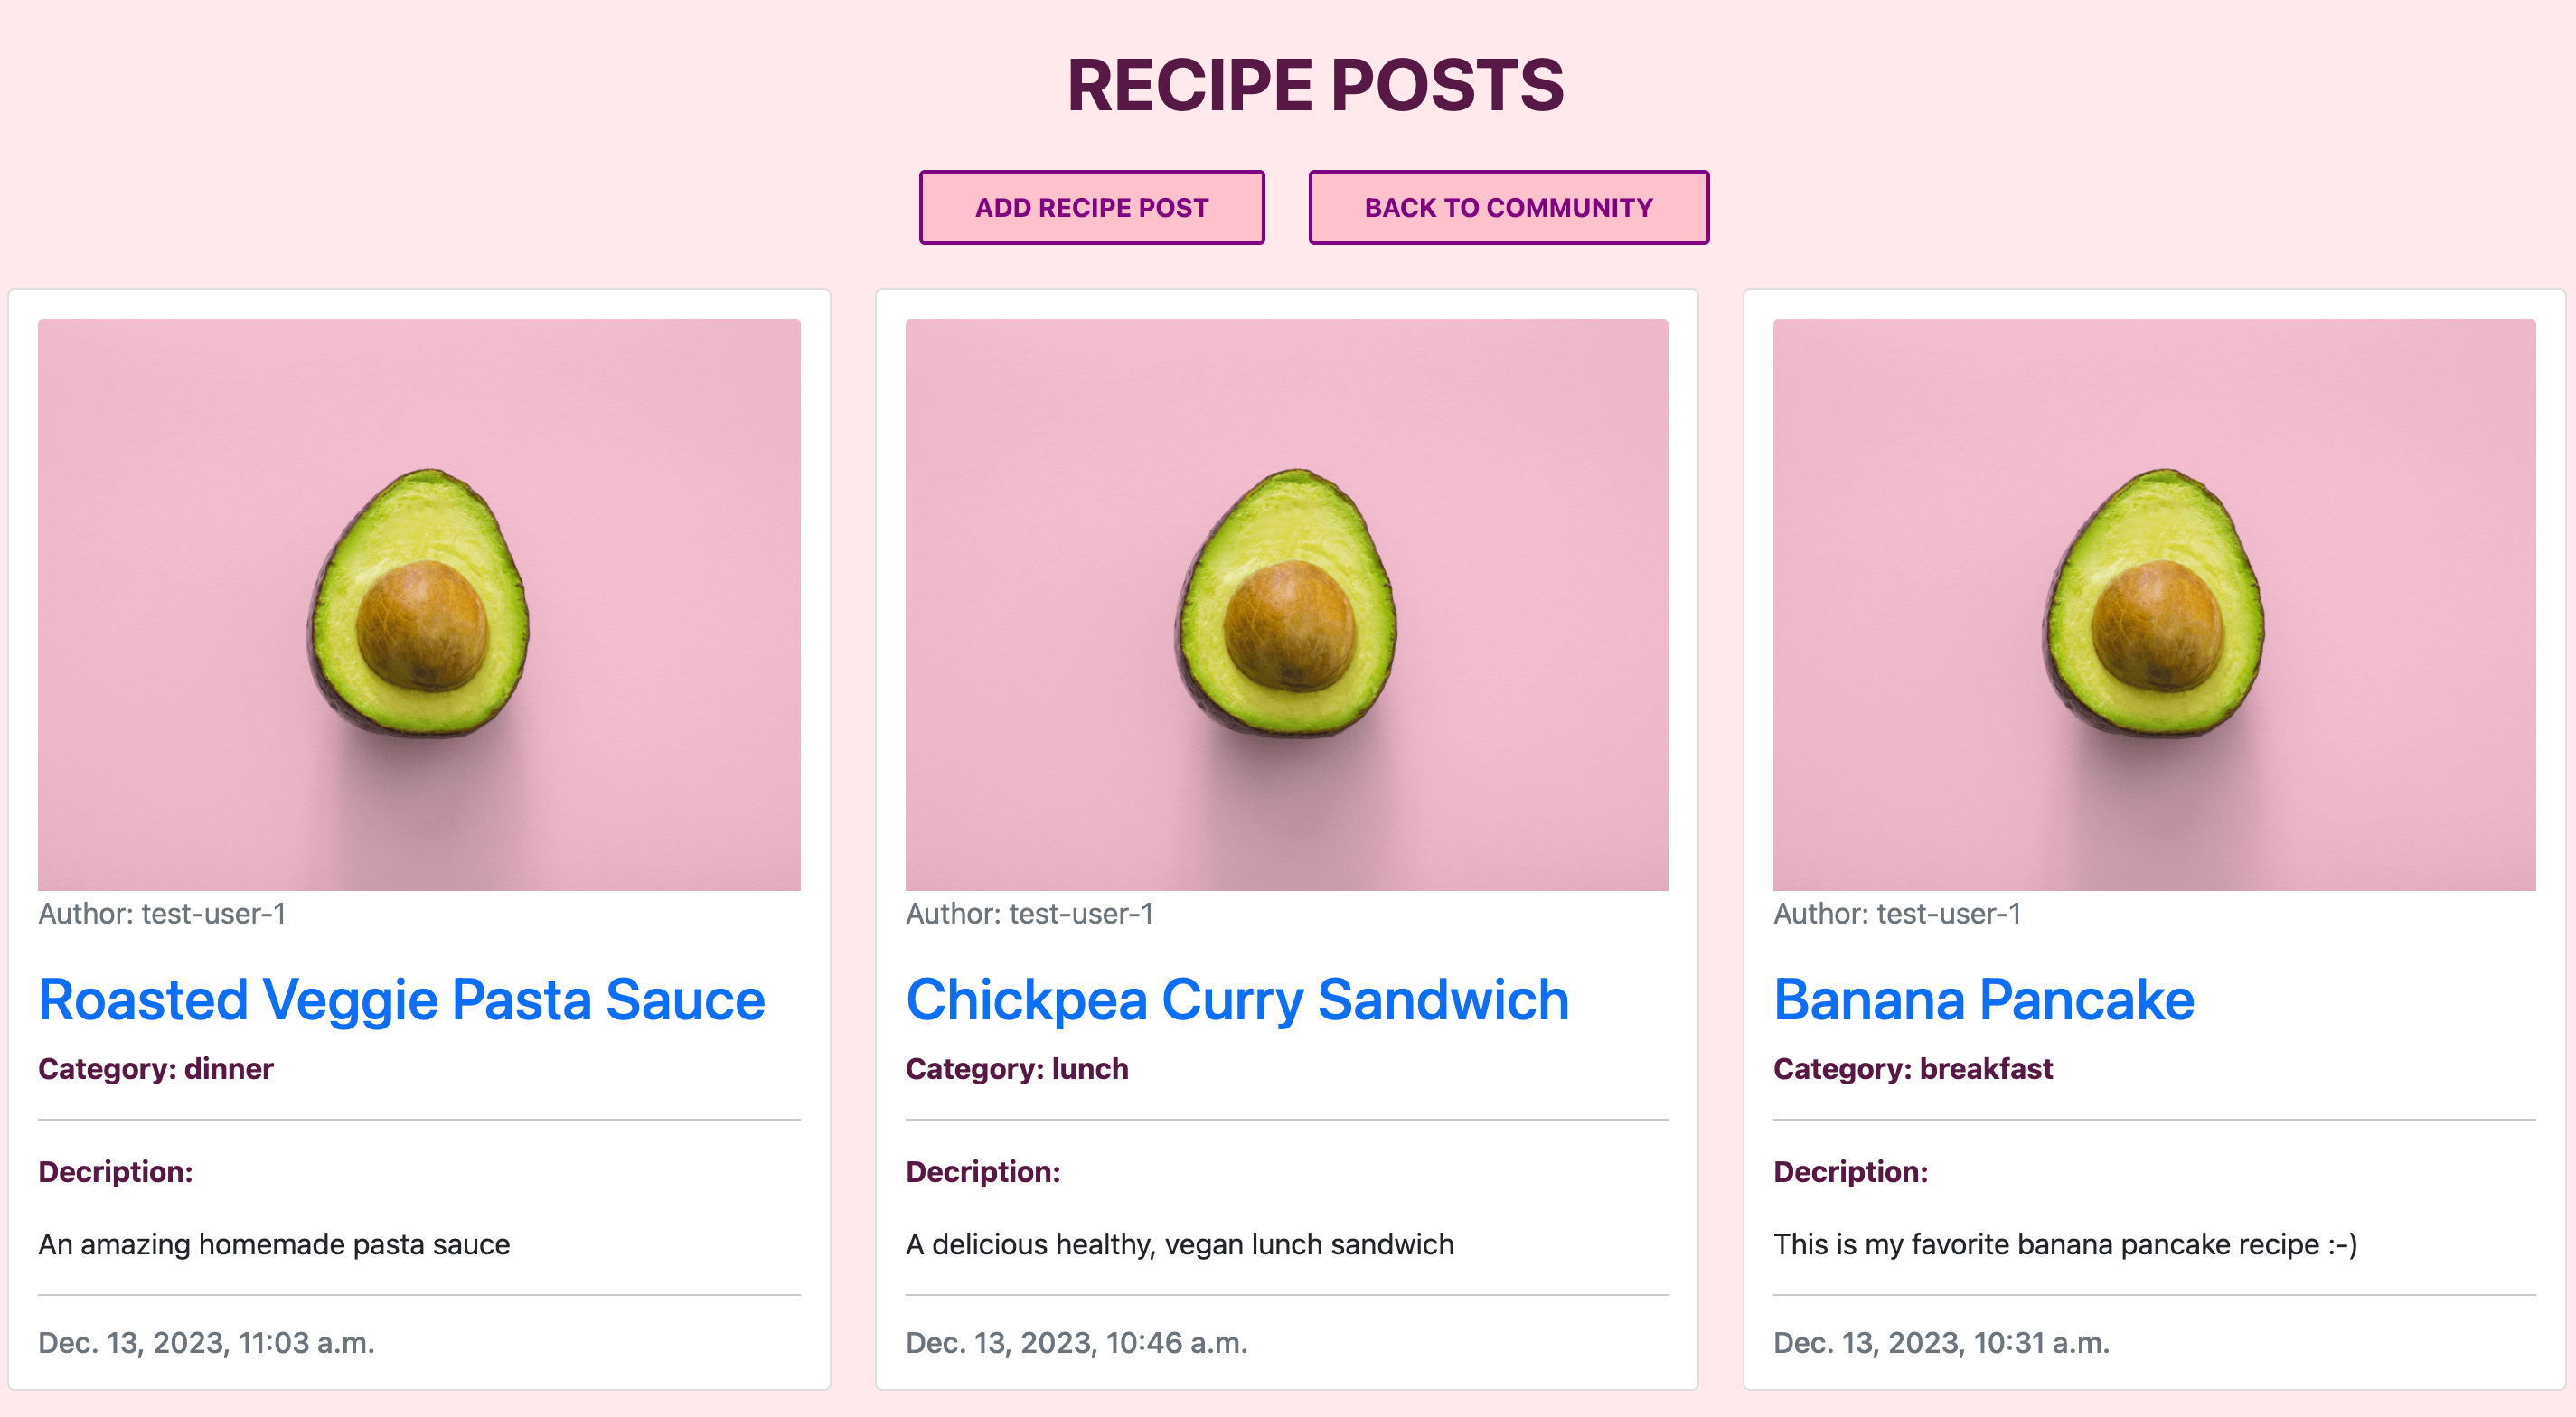 RECIPE POSTS
ADD RECIPE POST
BACK TO COMMUNITY
Author: test-user-1
Roasted Veggie Pasta Sauce
Category: dinner
Decription:
An amazing homemade pasta sauce
Dec. 13, 2023, 11:03 a.m.
Author: test-user-1
Chickpea Curry Sandwich
Category: lunch
Decription:
A delicious healthy, vegan lunch sandwich
Dec. 13, 2023, 10:46 a.m.
Author: test-user-1
Banana Pancake
Category: breakfast
Decription:
This is my favorite banana pancake recipe :-)
Dec. 13, 2023, 10:31 a.m.